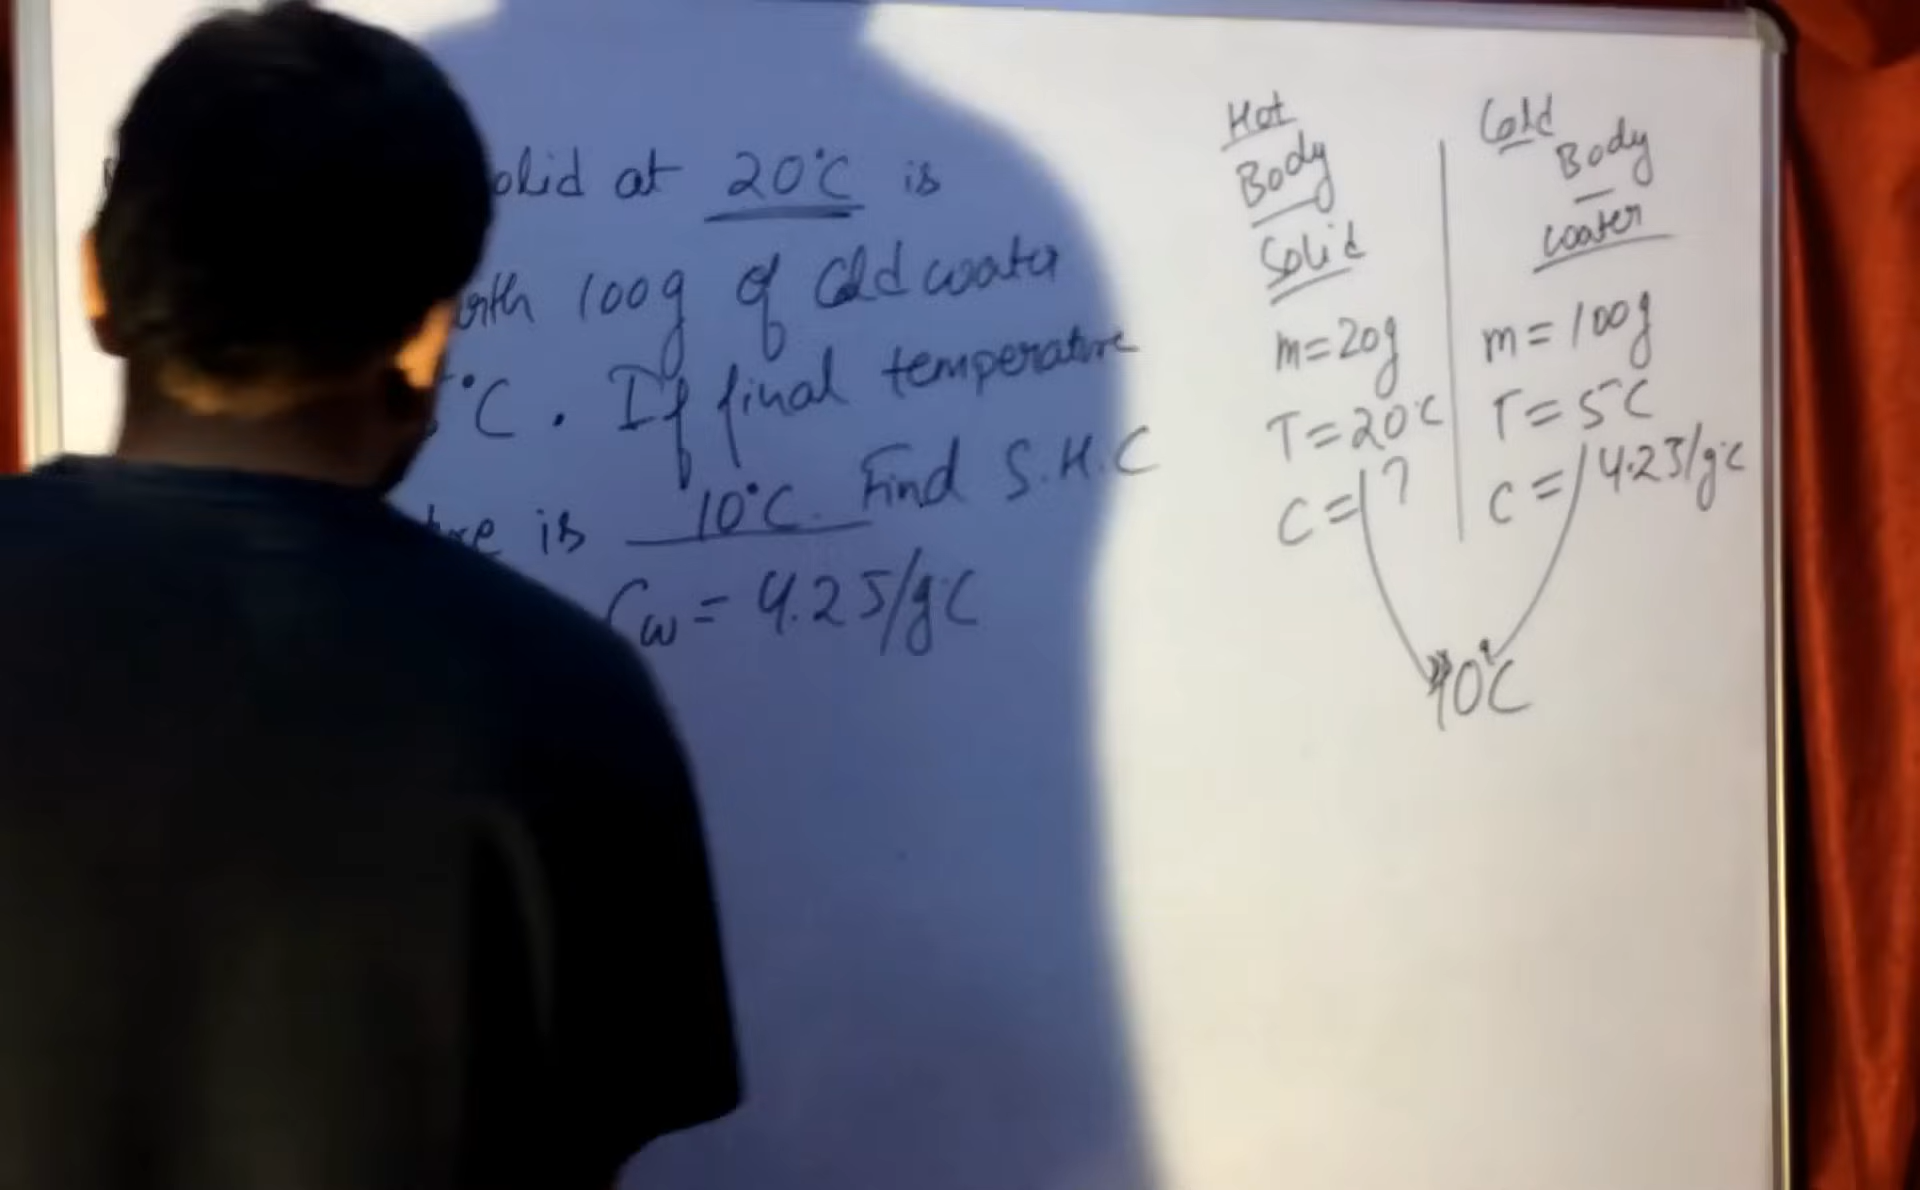 olid at 20°C is
with 100g of Cold water
°C. If final temperature
is 10°C. Find S.H.C
Cw = 4.2J/g°C
Hot
Body
Solid
m=20g
T=20°C
C=?
Cold
Body
water
m=100g
T=5°C
C=4.2J/g°C
10°C